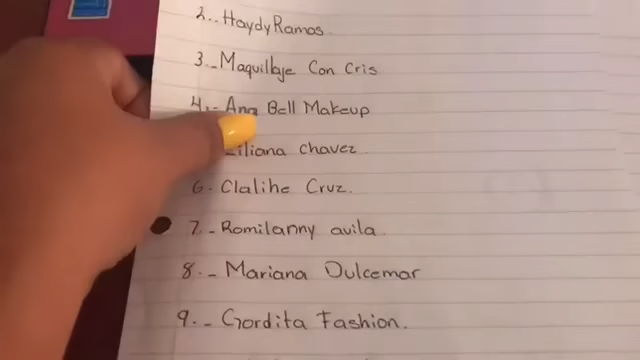 2.. Haydy Ramos
3._ Maquillaje Con Cris
4.- Ana Bell Makeup
Liliana chavez
6. Clalihe Cruz.
7._ Romilanny avila
8._ Mariana Dulcemar
9._ Gordita Fashion.